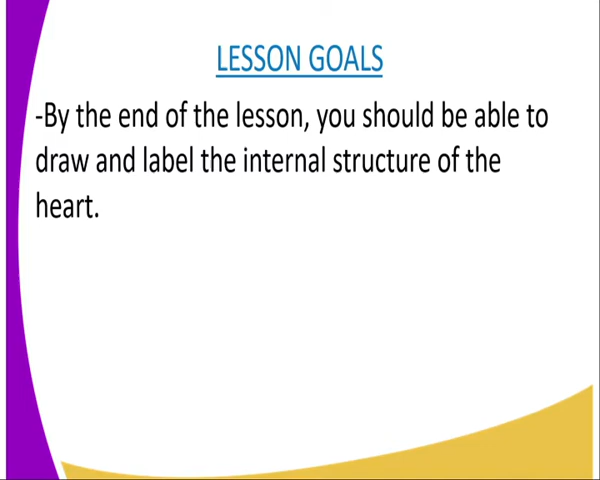 LESSON GOALS
-By the end of the lesson, you should be able to
draw and label the internal structure of the
heart.